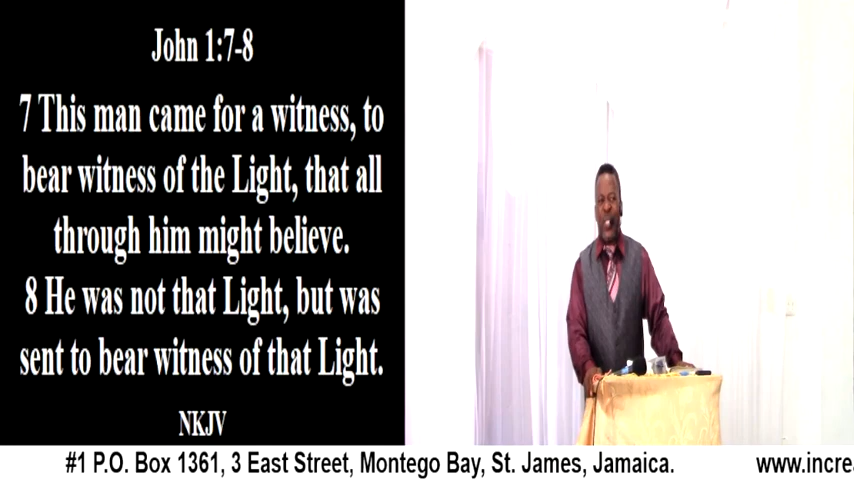 John 1:7-8
7 This man came for a witness, to
bear witness of the Light, that all
through him might believe.
8 He was not that Light, but was
sent to bear witness of that Light.
NKJV
#1 P.O. Box 1361, 3 East Street, Montego Bay, St. James, Jamaica. www.increa